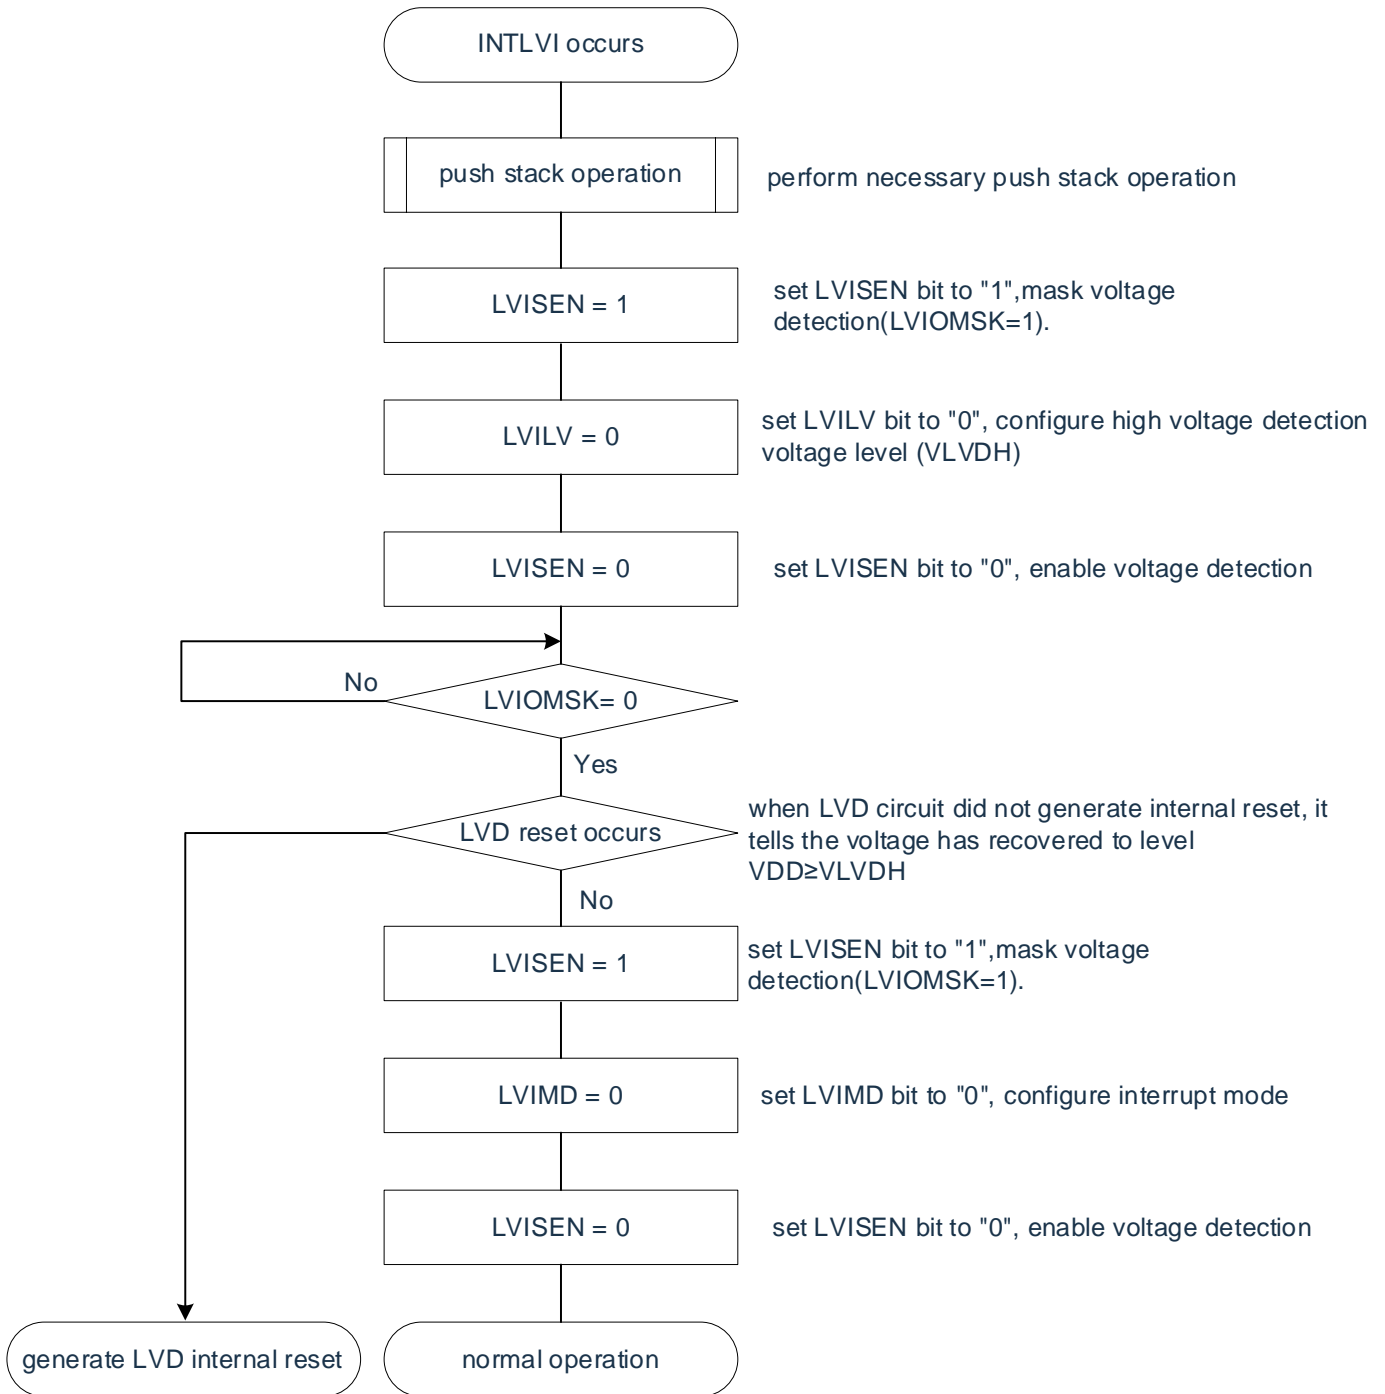 INTLVI occurs
push stack operation
perform necessary push stack operation
LVISEN = 1
set LVISEN bit to "1",mask voltage
detection(LVIOMSK=1).
LVILV = 0
set LVILV bit to "0", configure high voltage detection
voltage level (VLVDH)
LVISEN = 0
set LVISEN bit to "0", enable voltage detection
No
LVIOMSK= 0
Yes
LVD reset occurs
when LVD circuit did not generate internal reset, it
tells the voltage has recovered to level
VDD≥VLVDH
No
LVISEN = 1
set LVISEN bit to "1",mask voltage
detection(LVIOMSK=1).
LVIMD = 0
set LVIMD bit to "0", configure interrupt mode
LVISEN = 0
set LVISEN bit to "0", enable voltage detection
generate LVD internal reset
normal operation